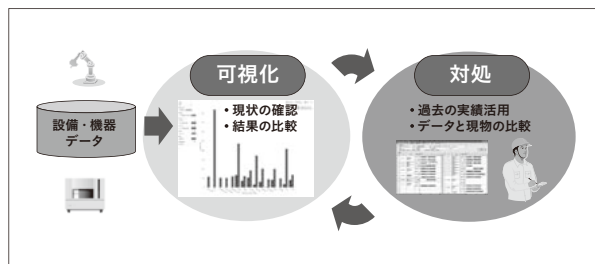 可視化
・現状の確認
・結果の比較
設備・機器
データ
対処
・過去の実績活用
・データと現物の比較